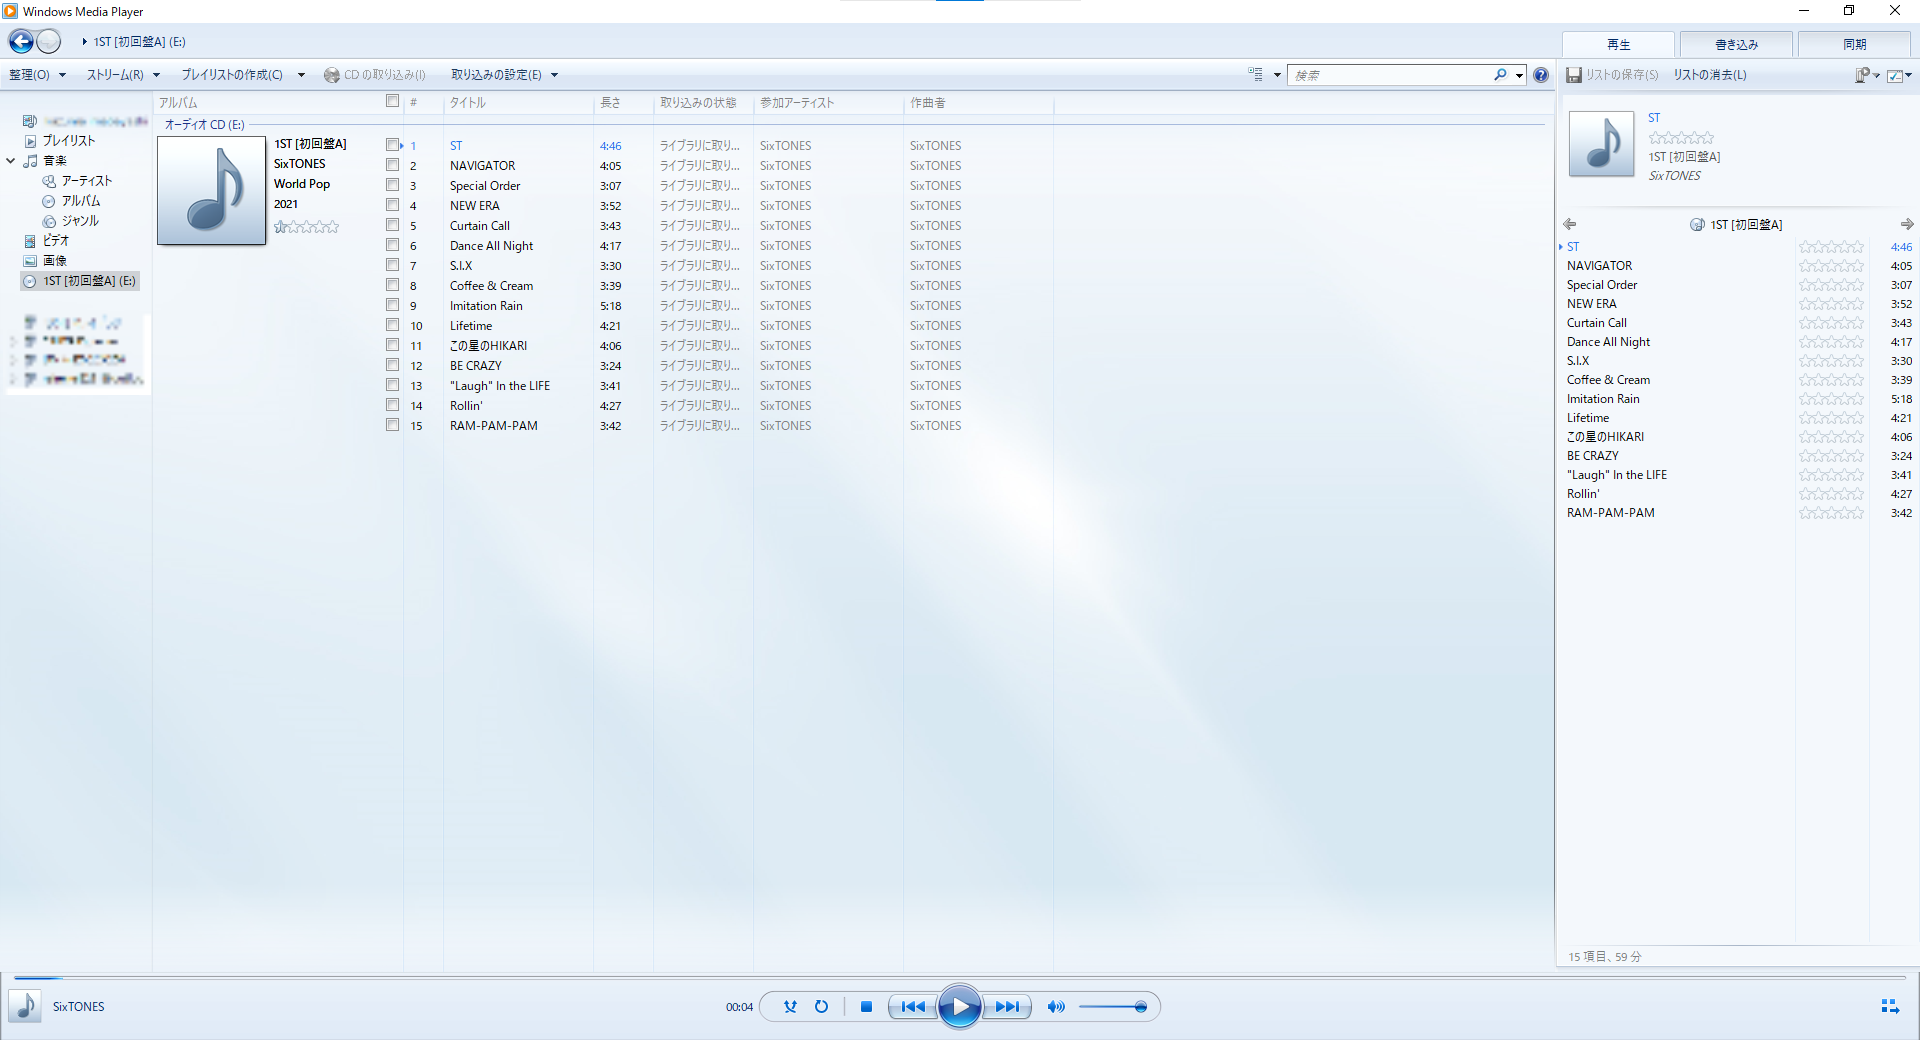 Windows Media Player
1ST [初回盤A] (E:)
再生 書き込み 同期
整理(O) ストリーム(R) プレイリストの作成(C) CD の取り込み(I) 取り込みの設定(E) 検索 リストの保存(S) リストの消去(L)
アルバム # タイトル 長さ 取り込みの状態 参加アーティスト 作曲者
オーディオ CD (E:)
プレイリスト
音楽
アーティスト
アルバム
ジャンル
ビデオ
画像
1ST [初回盤A] (E:)
1ST [初回盤A]
SixTONES
World Pop
2021
1 ST 4:46 ライブラリに取り... SixTONES SixTONES
2 NAVIGATOR 4:05 ライブラリに取り... SixTONES SixTONES
3 Special Order 3:07 ライブラリに取り... SixTONES SixTONES
4 NEW ERA 3:52 ライブラリに取り... SixTONES SixTONES
5 Curtain Call 3:43 ライブラリに取り... SixTONES SixTONES
6 Dance All Night 4:17 ライブラリに取り... SixTONES SixTONES
7 S.I.X 3:30 ライブラリに取り... SixTONES SixTONES
8 Coffee & Cream 3:39 ライブラリに取り... SixTONES SixTONES
9 Imitation Rain 5:18 ライブラリに取り... SixTONES SixTONES
10 Lifetime 4:21 ライブラリに取り... SixTONES SixTONES
11 この星のHIKARI 4:06 ライブラリに取り... SixTONES SixTONES
12 BE CRAZY 3:24 ライブラリに取り... SixTONES SixTONES
13 "Laugh" In the LIFE 3:41 ライブラリに取り... SixTONES SixTONES
14 Rollin' 4:27 ライブラリに取り... SixTONES SixTONES
15 RAM-PAM-PAM 3:42 ライブラリに取り... SixTONES SixTONES
ST
1ST [初回盤A]
SixTONES
1ST [初回盤A]
ST 4:46
NAVIGATOR 4:05
Special Order 3:07
NEW ERA 3:52
Curtain Call 3:43
Dance All Night 4:17
S.I.X 3:30
Coffee & Cream 3:39
Imitation Rain 5:18
Lifetime 4:21
この星のHIKARI 4:06
BE CRAZY 3:24
"Laugh" In the LIFE 3:41
Rollin' 4:27
RAM-PAM-PAM 3:42
15 項目、59 分
SixTONES 00:04